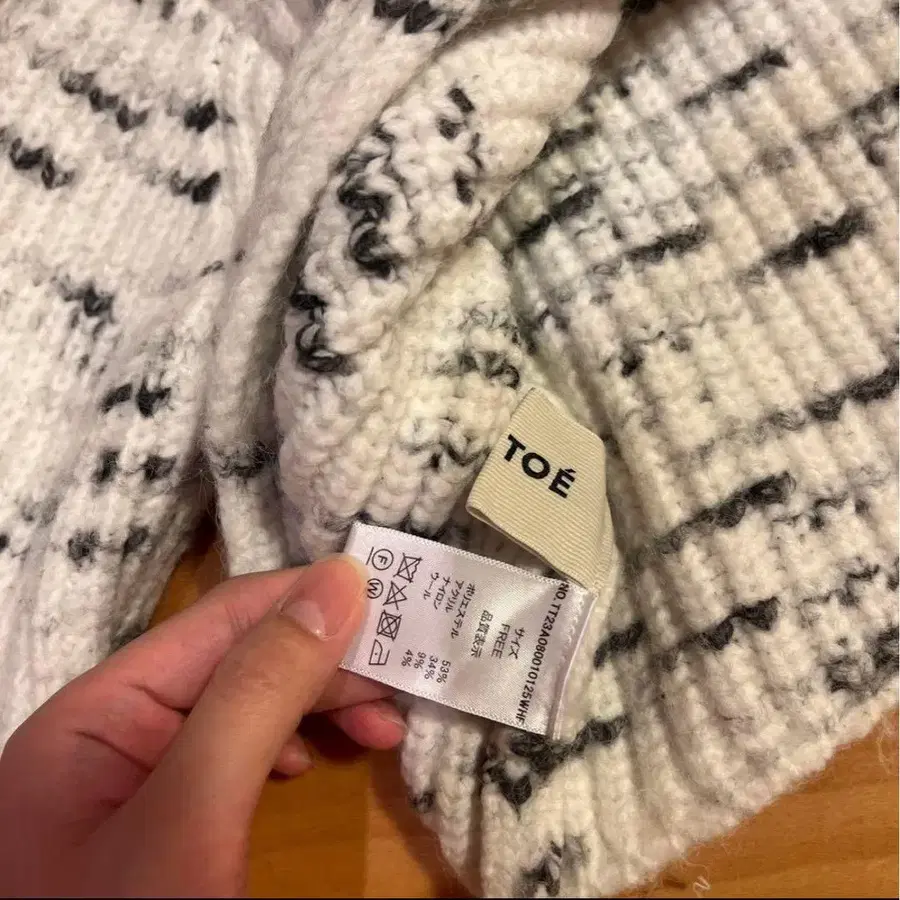 TOÉ
NO.TT23A080010125WHF
サイズ
FREE
品質表示
ポリエステル 53%
アクリル 34%
ナイロン 9%
ウール 4%
F W